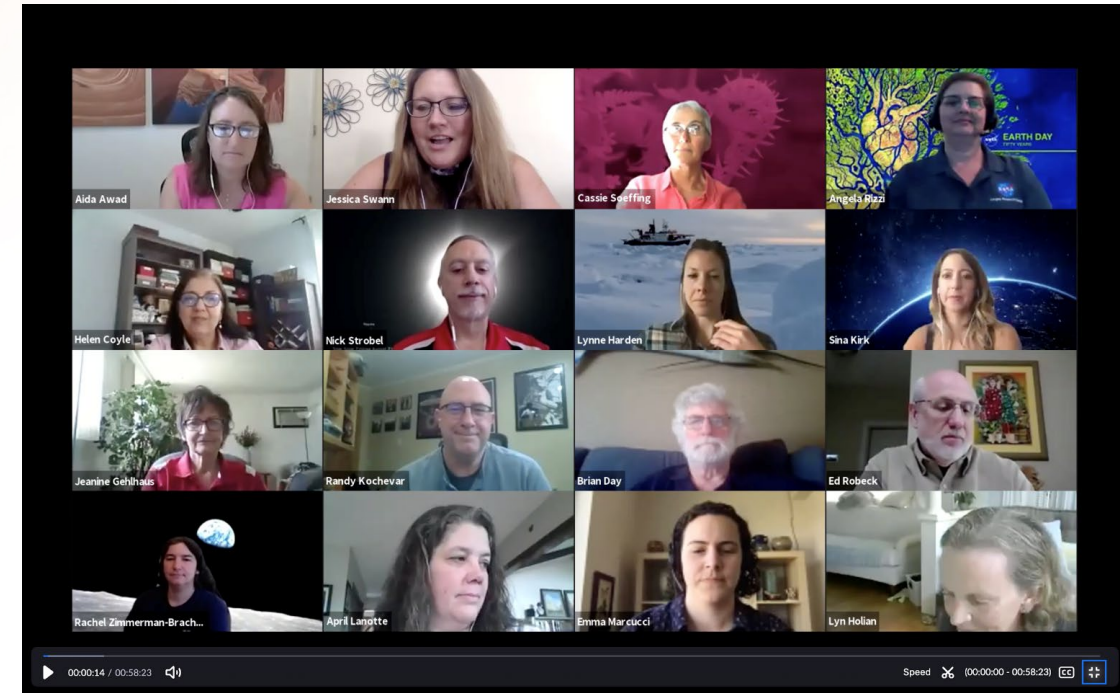 Aida Awad
Jessica Swann
Cassie Soeffing
EARTH DAY
FIFTY YEARS
Angela Rizzi
Helen Coyle
Nick Strobel
Lynne Harden
Sina Kirk
Jeanine Gehlhaus
Randy Kochevar
Brian Day
Ed Robeck
Rachel Zimmerman-Brach...
April Lanotte
Emma Marcucci
Lyn Holian
00:00:14 / 00:58:23
Speed
(00:00:00 - 00:58:23)
CC